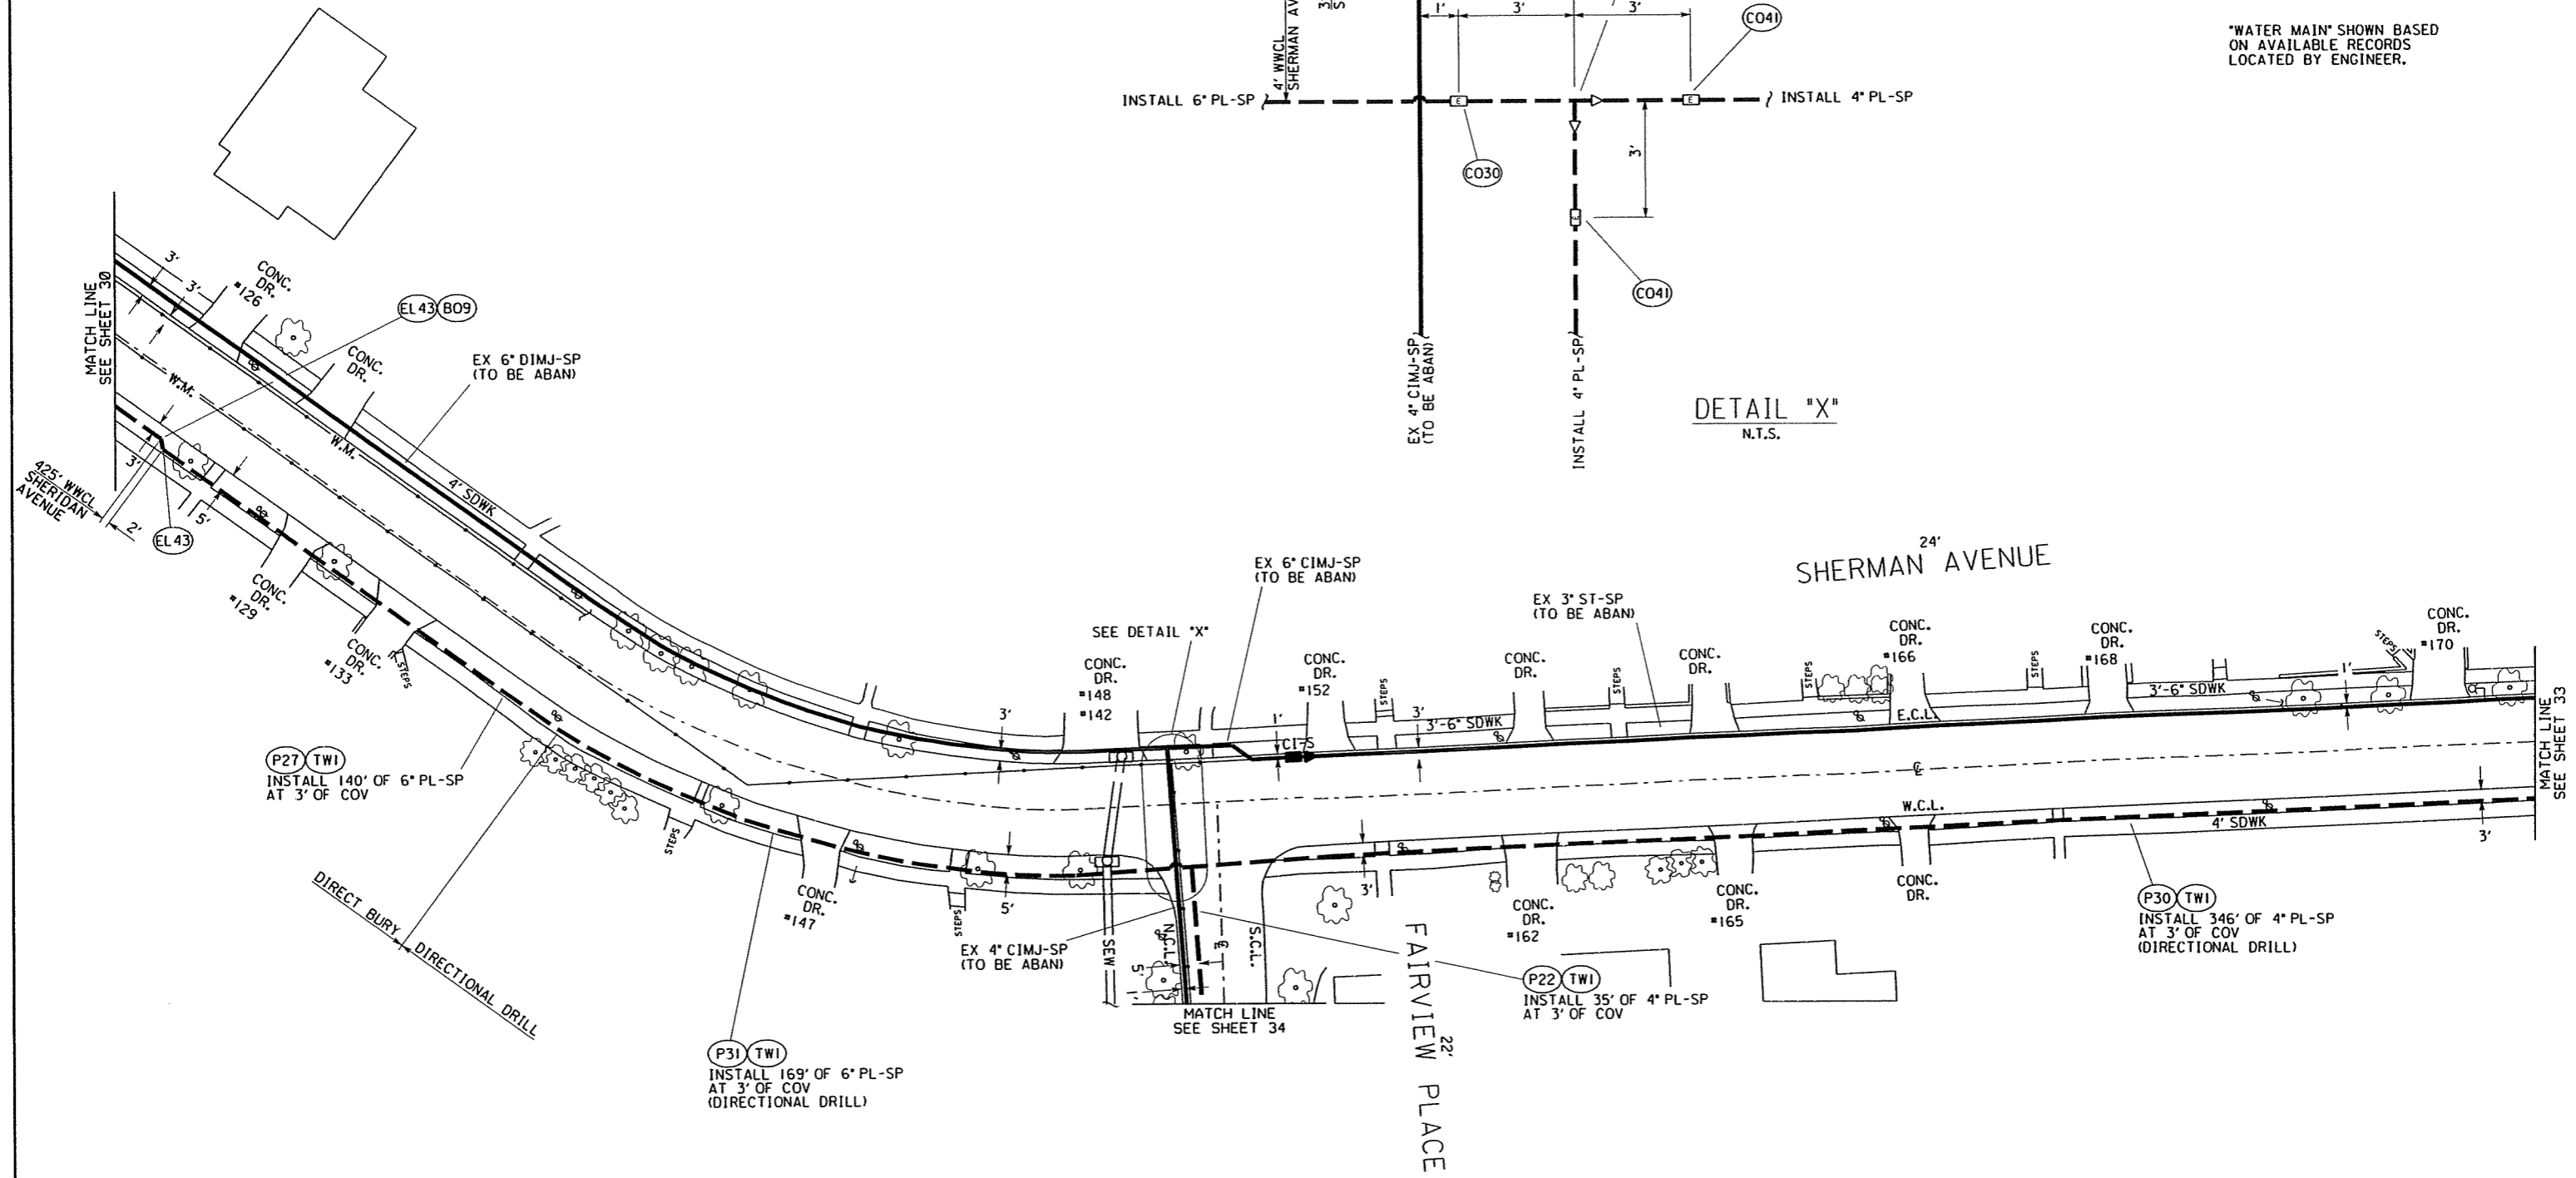 4' WWCL
SHERMAN AV
1'
3'
3'
CO41
"WATER MAIN" SHOWN BASED
ON AVAILABLE RECORDS
LOCATED BY ENGINEER.
INSTALL 6" PL-SP
E
E
INSTALL 4" PL-SP
CO30
3'
E
CO41
EX 4" CIMJ-SP
(TO BE ABAN)
INSTALL 4" PL-SP
DETAIL "X"
N.T.S.
MATCH LINE
SEE SHEET 30
3'
3'
CONC.
DR.
#126
EL43 B09
CONC.
DR.
EX 6" DIMJ-SP
(TO BE ABAN)
W.M.
W.M.
4' SDWK
425' WWCL
SHERIDAN
AVENUE
3'
2'
5'
EL43
CONC.
DR.
#129
CONC.
DR.
#133
STEPS
P27 TW1
INSTALL 140' OF 6" PL-SP
AT 3' OF COV
DIRECT BURY
DIRECTIONAL DRILL
STEPS
P31 TW1
INSTALL 169' OF 6" PL-SP
AT 3' OF COV
(DIRECTIONAL DRILL)
CONC.
DR.
#147
STEPS
5'
3'
SEE DETAIL "X"
CONC.
DR.
#148
#142
EX 6" CIMJ-SP
(TO BE ABAN)
1'
CI-S
CONC.
DR.
#152
STEPS
3'
3'-6" SDWK
CONC.
DR.
EX 3" ST-SP
(TO BE ABAN)
STEPS
CONC.
DR.
24'
SHERMAN AVENUE
STEPS
CONC.
DR.
#166
E.C.L.
STEPS
CONC.
DR.
#168
3'-6" SDWK
STEPS
1'
CONC.
DR.
#170
MATCH LINE
SEE SHEET 33
℄
W.C.L.
4' SDWK
3'
3'
EX 4" CIMJ-SP
(TO BE ABAN)
SEW
N.C.L.
5'
1'
℄
S.C.L.
MATCH LINE
SEE SHEET 34
22'
FAIRVIEW PLACE
CONC.
DR.
#162
P22 TW1
INSTALL 35' OF 4" PL-SP
AT 3' OF COV
CONC.
DR.
#165
CONC.
DR.
P30 TW1
INSTALL 346' OF 4" PL-SP
AT 3' OF COV
(DIRECTIONAL DRILL)